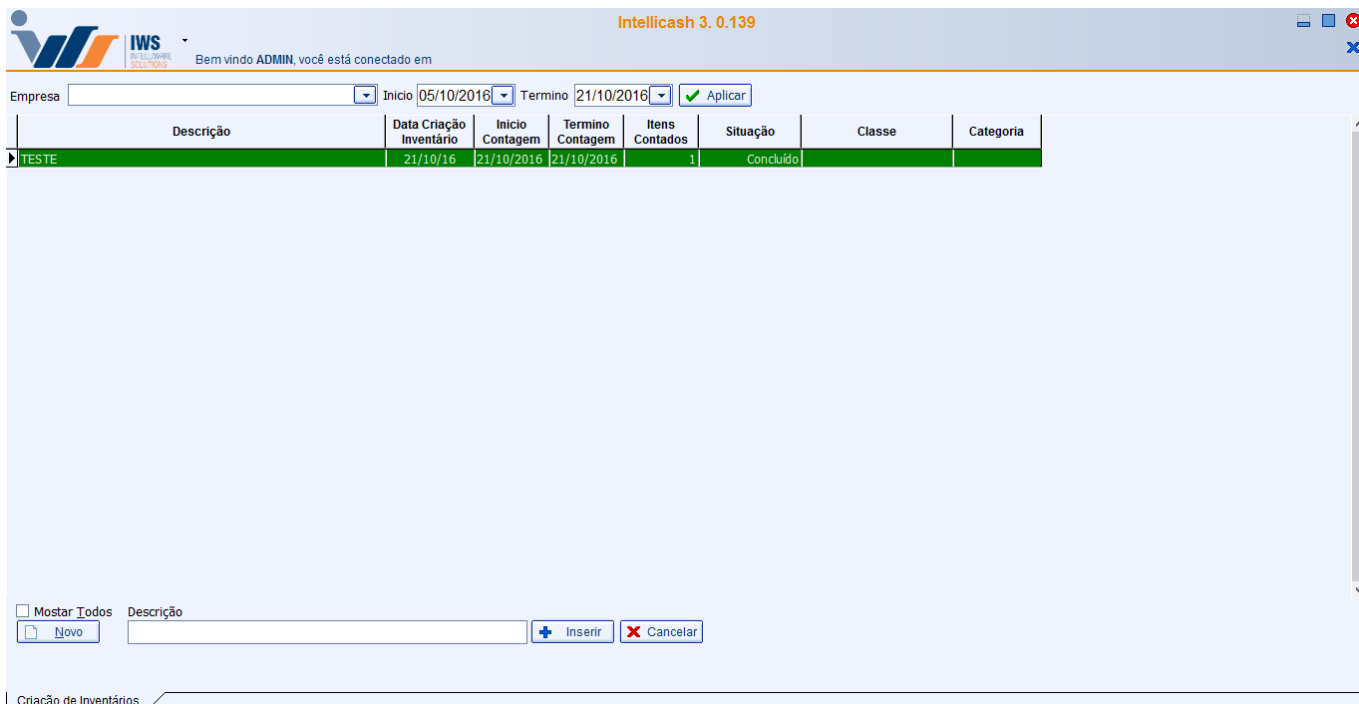 Intellicash 3. 0.139
IWS
INTELLIWARE
SOLUTIONS
Bem vindo ADMIN, você está conectado em
Empresa Inicio 05/10/2016 Termino 21/10/2016 Aplicar
Descrição Data Criação Inventário Inicio Contagem Termino Contagem Itens Contados Situação Classe Categoria
TESTE 21/10/16 21/10/2016 21/10/2016 1 Concluído
Mostar Todos Descrição
Novo Inserir Cancelar
Criação de Inventários